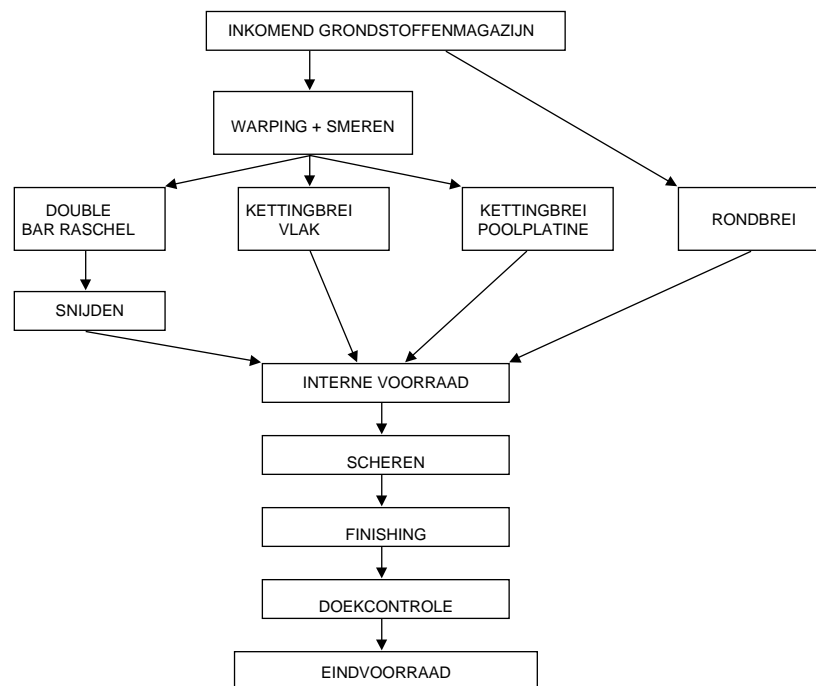 INKOMEND GRONDSTOFFENMAGAZIJN
WARPING + SMEREN
DOUBLE
BAR RASCHEL
KETTINGBREI
VLAK
KETTINGBREI
POOLPLATINE
RONDBREI
SNIJDEN
INTERNE VOORRAAD
SCHEREN
FINISHING
DOEKCONTROLE
EINDVOORRAAD